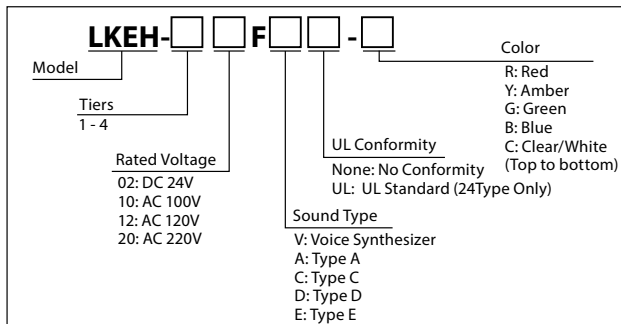 LKEH- F -
Model
Tiers
1 - 4
Rated Voltage
02: DC 24V
10: AC 100V
12: AC 120V
20: AC 220V
Sound Type
V: Voice Synthesizer
A: Type A
C: Type C
D: Type D
E: Type E
UL Conformity
None: No Conformity
UL: UL Standard (24Type Only)
Color
R: Red
Y: Amber
G: Green
B: Blue
C: Clear/White
(Top to bottom)